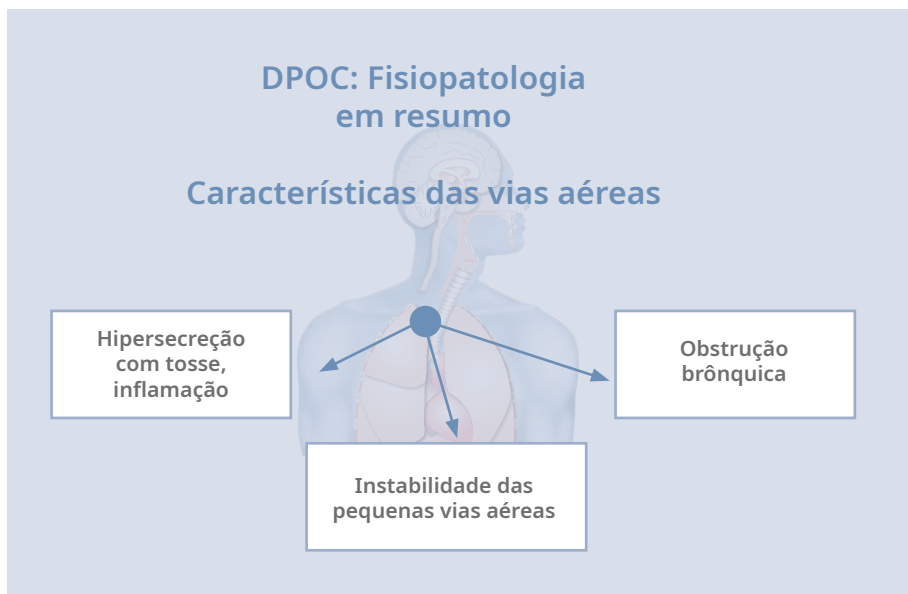 DPOC: Fisiopatologia
em resumo
Características das vias aéreas
Hipersecreção
com tosse,
inflamação
Obstrução
brônquica
Instabilidade das
pequenas vias aéreas